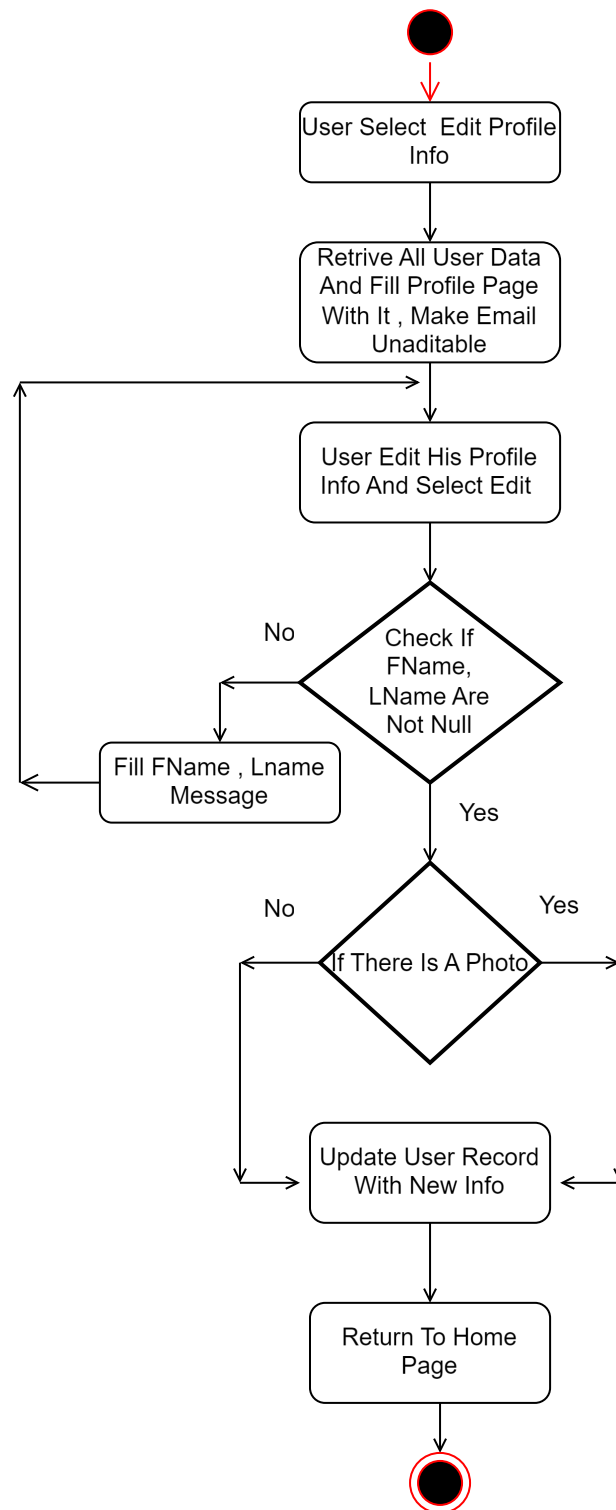 User Select  Edit Profile
Info
Retrive All User Data
And Fill Profile Page
With It , Make Email
Unaditable
User Edit His Profile
Info And Select Edit
No
Check If
FName,
LName Are
Not Null
Fill FName , Lname
Message
Yes
No
Yes
If There Is A Photo
Update User Record
With New Info
Return To Home
Page